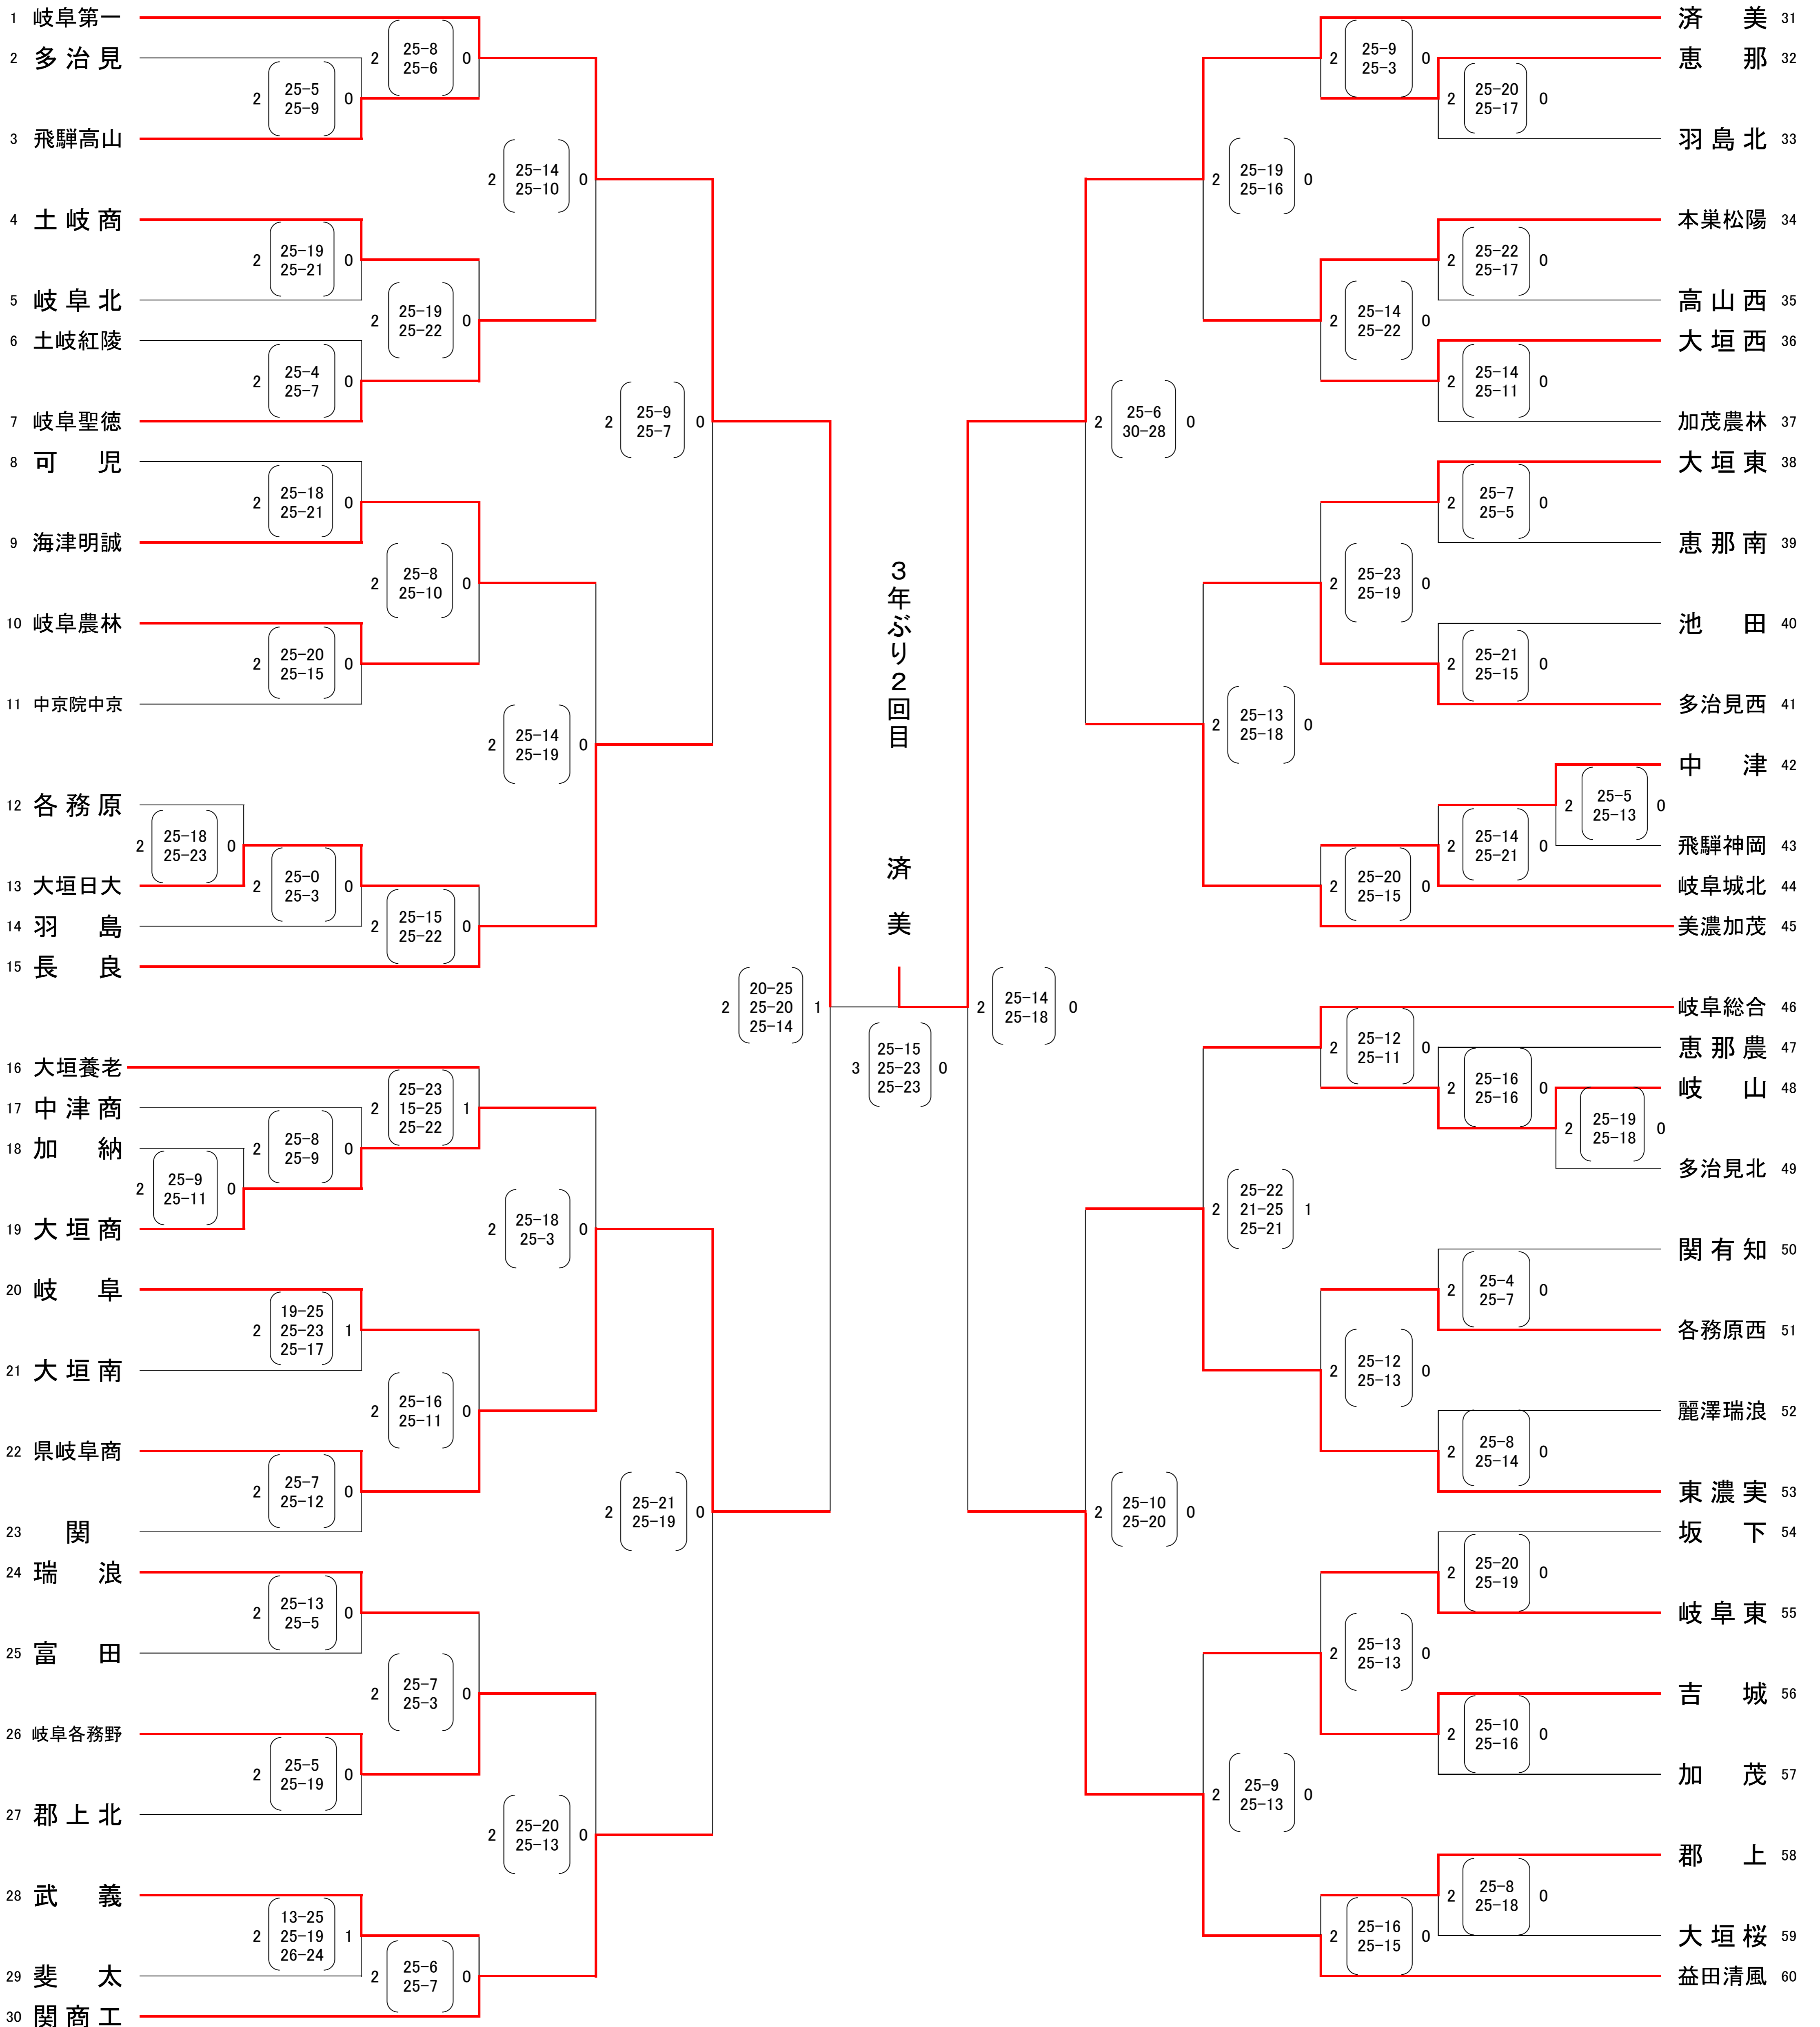 1 岐阜第一
2 多治見
3 飛騨高山
4 土岐商
5 岐阜北
6 土岐紅陵
7 岐阜聖徳
8 可児
9 海津明誠
10 岐阜農林
11 中京院中京
12 各務原
13 大垣日大
14 羽島
15 長良
16 大垣養老
17 中津商
18 加納
19 大垣商
20 岐阜
21 大垣南
22 県岐阜商
23 関
24 瑞浪
25 富田
26 岐阜各務野
27 郡上北
28 武義
29 斐太
30 関商工
2 25-18 0
25-23
2 25-9 0
25-11
2 25-5 0
25-9
2 25-19 0
25-21
2 25-4 0
25-7
2 25-18 0
25-21
2 25-20 0
25-15
2 25-0 0
25-3
2 25-8 0
25-9
2 19-25 1
25-23
25-17
2 25-7 0
25-12
2 25-13 0
25-5
2 25-5 0
25-19
2 13-25 1
25-19
26-24
2 25-8 0
25-6
2 25-19 0
25-22
2 25-8 0
25-10
2 25-15 0
25-22
2 25-23 1
15-25
25-22
2 25-16 0
25-11
2 25-7 0
25-3
2 25-6 0
25-7
2 25-14 0
25-10
2 25-14 0
25-19
2 25-18 0
25-3
2 25-20 0
25-13
2 25-9 0
25-7
2 25-21 0
25-19
2 20-25 1
25-20
25-14
3年ぶり2回目
済美
3 25-15 0
25-23
25-23
2 25-14 0
25-18
2 25-6 0
30-28
2 25-10 0
25-20
2 25-19 0
25-16
2 25-13 0
25-18
2 25-22 1
21-25
25-21
2 25-9 0
25-13
2 25-9 0
25-3
2 25-14 0
25-22
2 25-23 0
25-19
2 25-20 0
25-15
2 25-12 0
25-11
2 25-12 0
25-13
2 25-13 0
25-13
2 25-16 0
25-15
2 25-20 0
25-17
2 25-22 0
25-17
2 25-14 0
25-11
2 25-7 0
25-5
2 25-21 0
25-15
2 25-14 0
25-21
2 25-16 0
25-16
2 25-4 0
25-7
2 25-8 0
25-14
2 25-20 0
25-19
2 25-10 0
25-16
2 25-8 0
25-18
2 25-5 0
25-13
2 25-19 0
25-18
済美 31
恵那 32
羽島北 33
本巣松陽 34
高山西 35
大垣西 36
加茂農林 37
大垣東 38
恵那南 39
池田 40
多治見西 41
中津 42
飛騨神岡 43
岐阜城北 44
美濃加茂 45
岐阜総合 46
恵那農 47
岐山 48
多治見北 49
関有知 50
各務原西 51
麗澤瑞浪 52
東濃実 53
坂下 54
岐阜東 55
吉城 56
加茂 57
郡上 58
大垣桜 59
益田清風 60